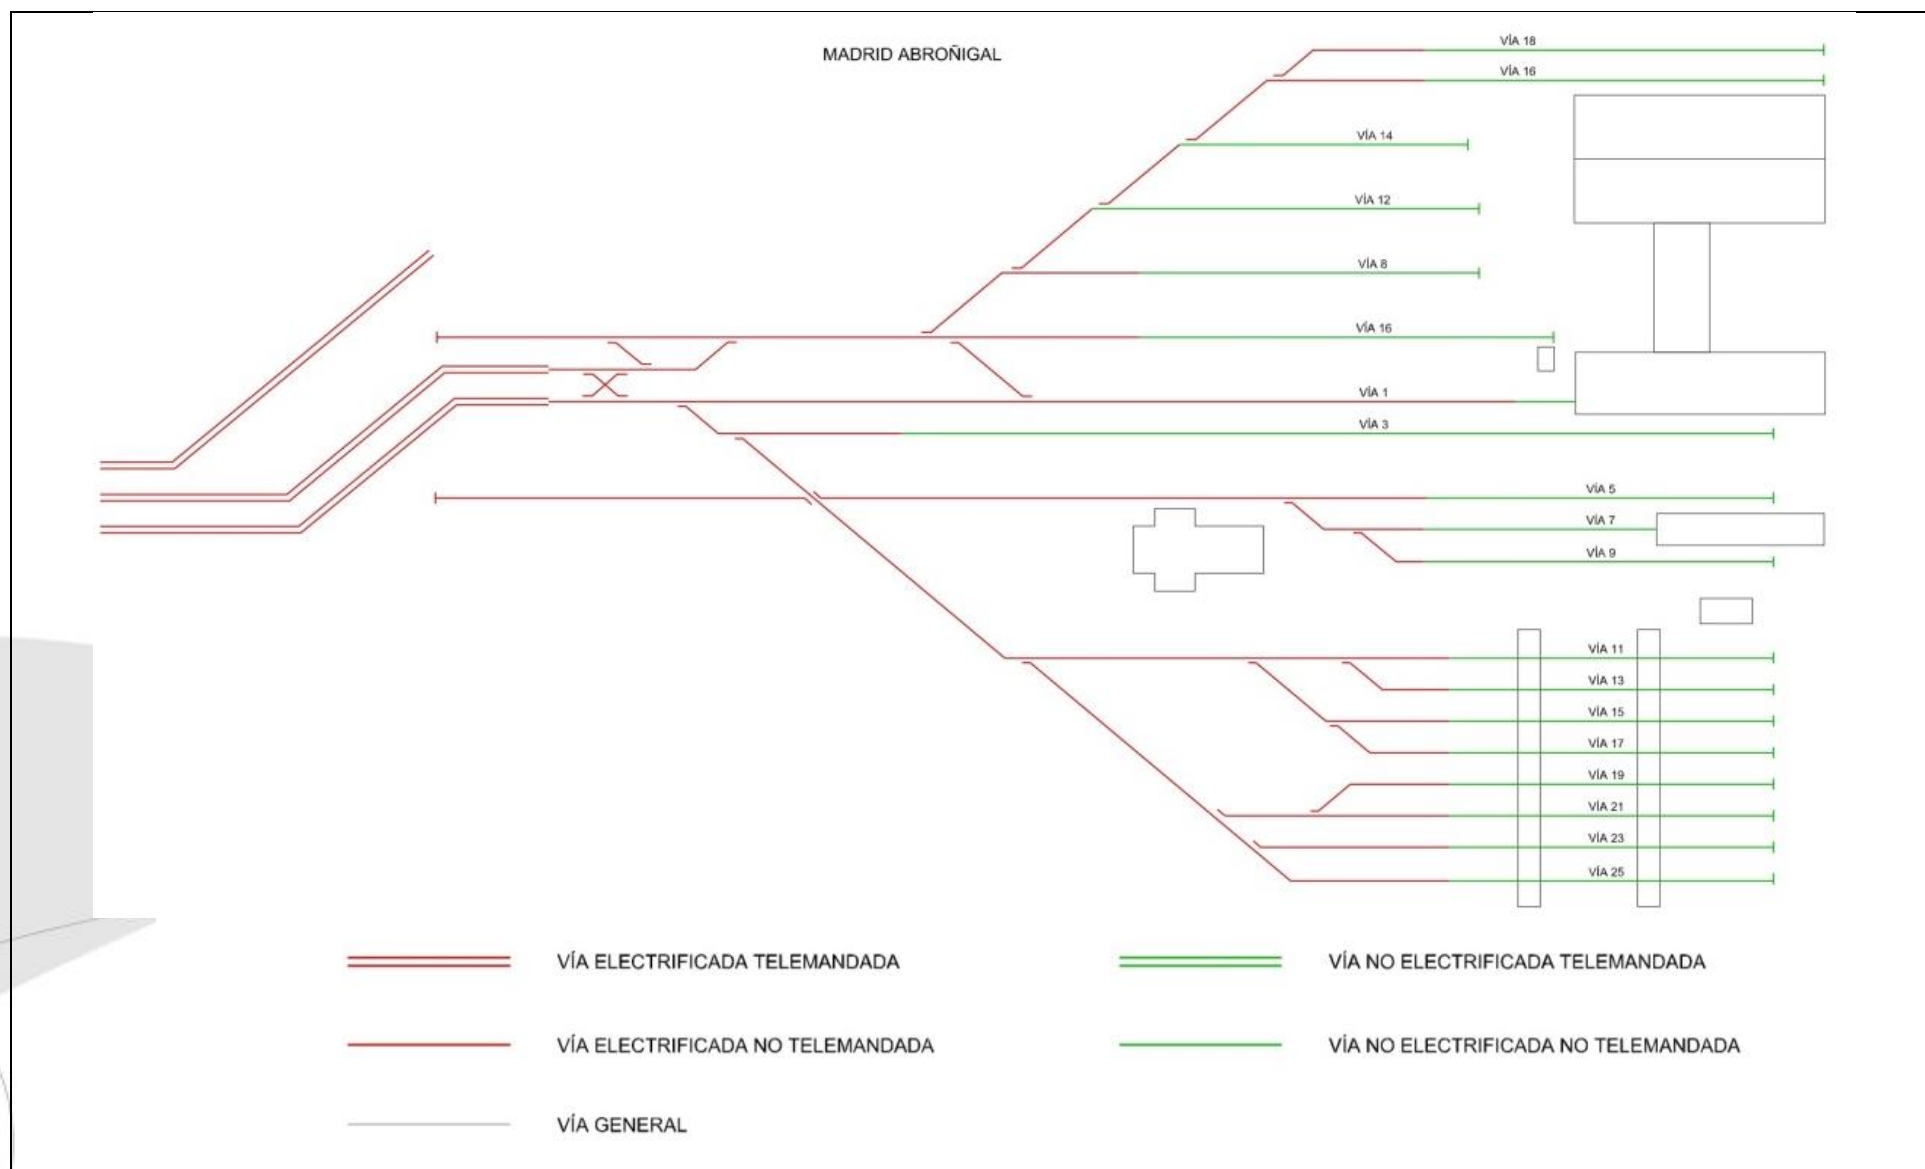 MADRID ABROÑIGAL
VÍA 18
VÍA 16
VÍA 14
VÍA 12
VÍA 8
VÍA 16
VÍA 1
VÍA 3
VÍA 5
VÍA 7
VÍA 9
VÍA 11
VÍA 13
VÍA 15
VÍA 17
VÍA 19
VÍA 21
VÍA 23
VÍA 25
VÍA ELECTRIFICADA TELEMANDADA
VÍA NO ELECTRIFICADA TELEMANDADA
VÍA ELECTRIFICADA NO TELEMANDADA
VÍA NO ELECTRIFICADA NO TELEMANDADA
VÍA GENERAL